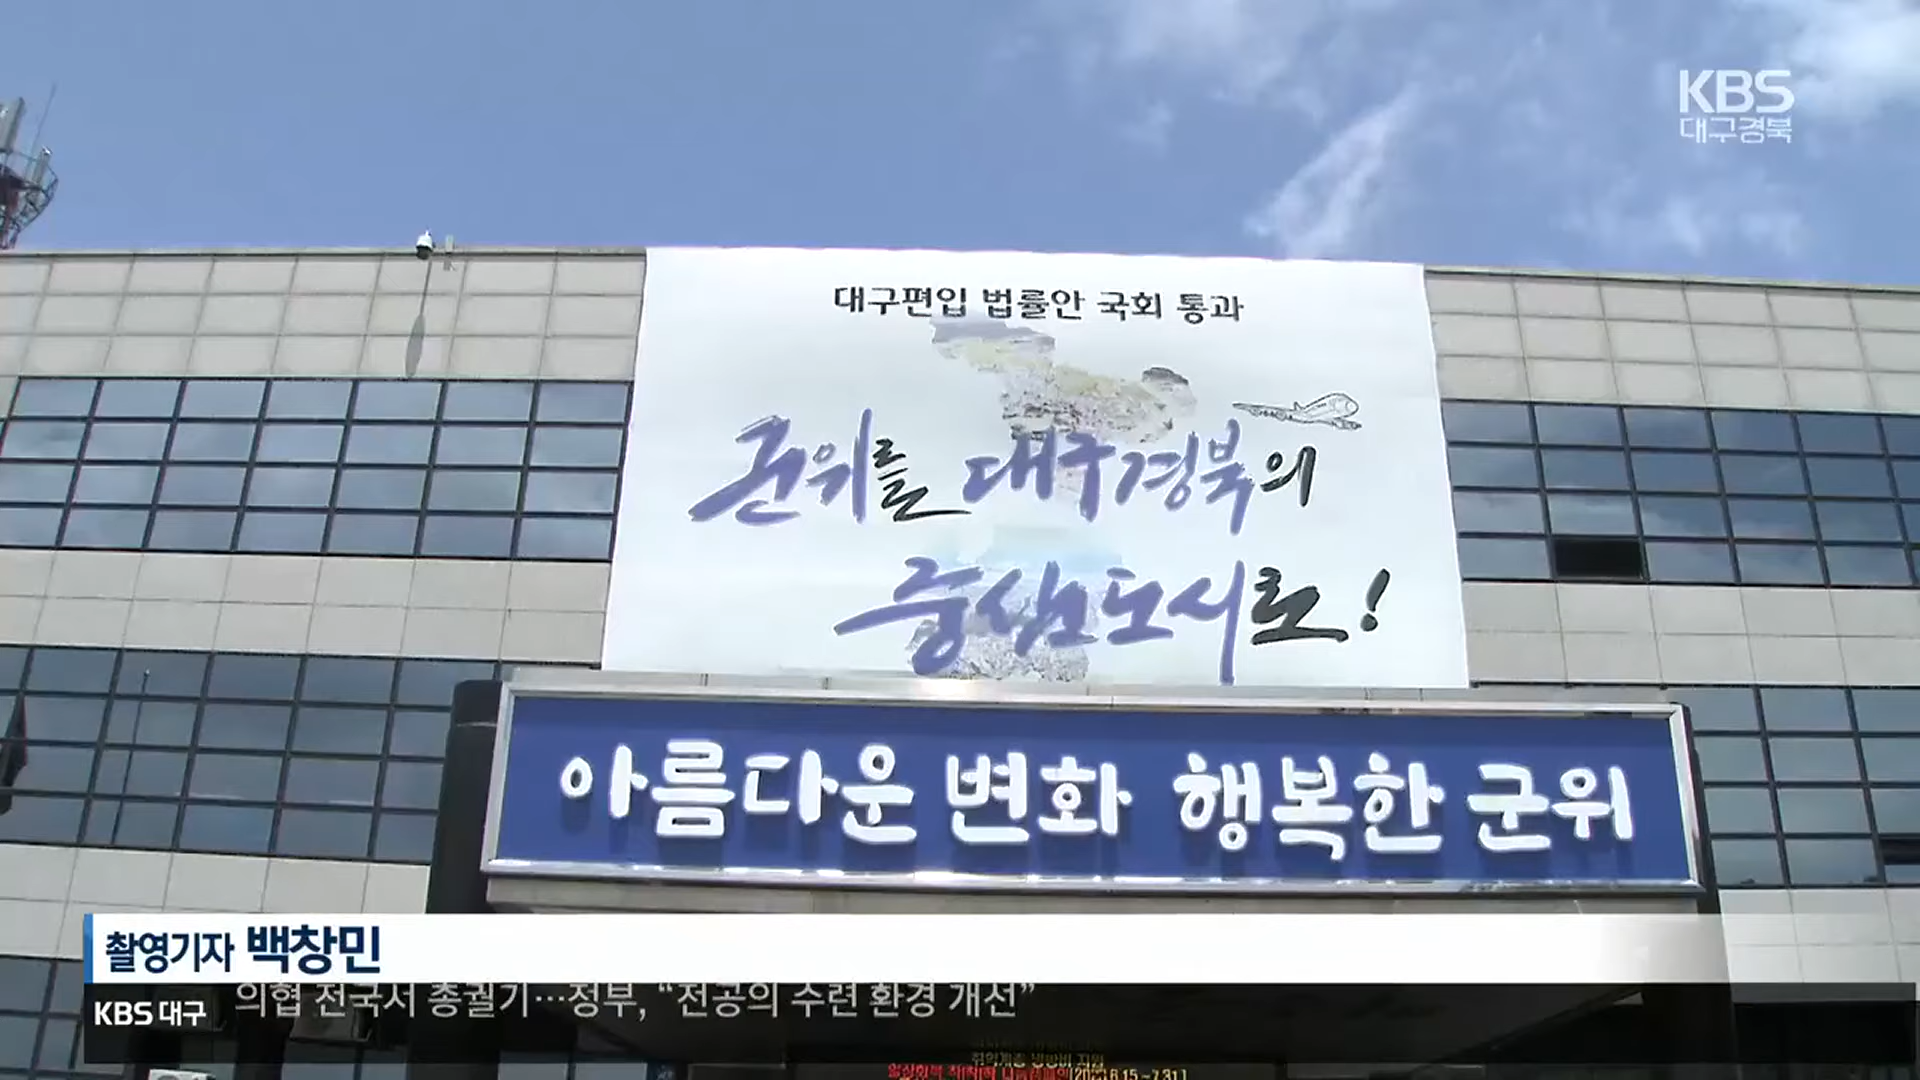 KBS
대구경북
대구편입 법률안 국회 통과
군위를 대구경북의
중심도시로!
아름다운 변화 행복한 군위
촬영기자 백창민
KBS 대구
의협 전국서 총궐기…정부, “전공의 수련 환경 개선”